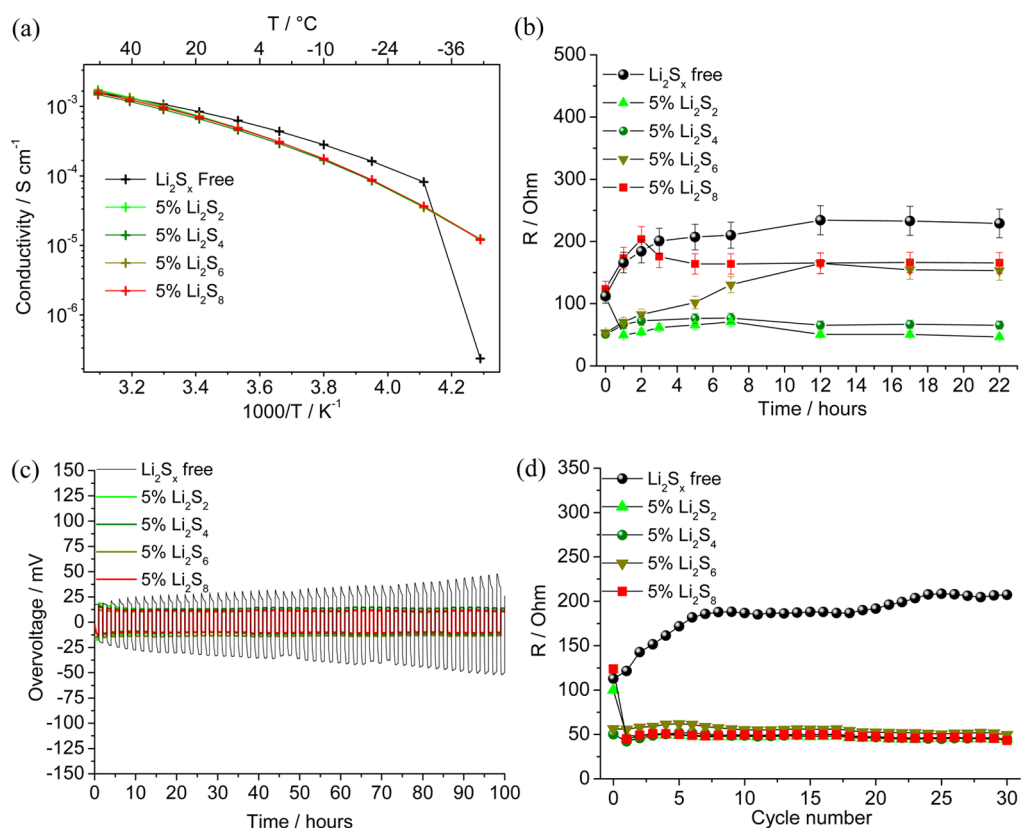 (a)
T / °C
40 20 4 -10 -24 -36
10⁻³
10⁻⁴
10⁻⁵
10⁻⁶
Conductivity / S cm⁻¹
Li₂Sₓ Free
5% Li₂S₂
5% Li₂S₄
5% Li₂S₆
5% Li₂S₈
3.2 3.4 3.6 3.8 4.0 4.2
1000/T / K⁻¹
(b)
500
400
300
200
100
0
R / Ohm
Li₂Sₓ free
5% Li₂S₂
5% Li₂S₄
5% Li₂S₆
5% Li₂S₈
0 2 4 6 8 10 12 14 16 18 20 22
Time / hours
(c)
150
125
100
75
50
25
0
-25
-50
-75
-100
-125
-150
Overvoltage / mV
Li₂Sₓ free
5% Li₂S₂
5% Li₂S₄
5% Li₂S₆
5% Li₂S₈
0 10 20 30 40 50 60 70 80 90 100
Time / hours
(d)
350
300
250
200
150
100
50
0
R / Ohm
Li₂Sₓ free
5% Li₂S₂
5% Li₂S₄
5% Li₂S₆
5% Li₂S₈
0 5 10 15 20 25 30
Cycle number